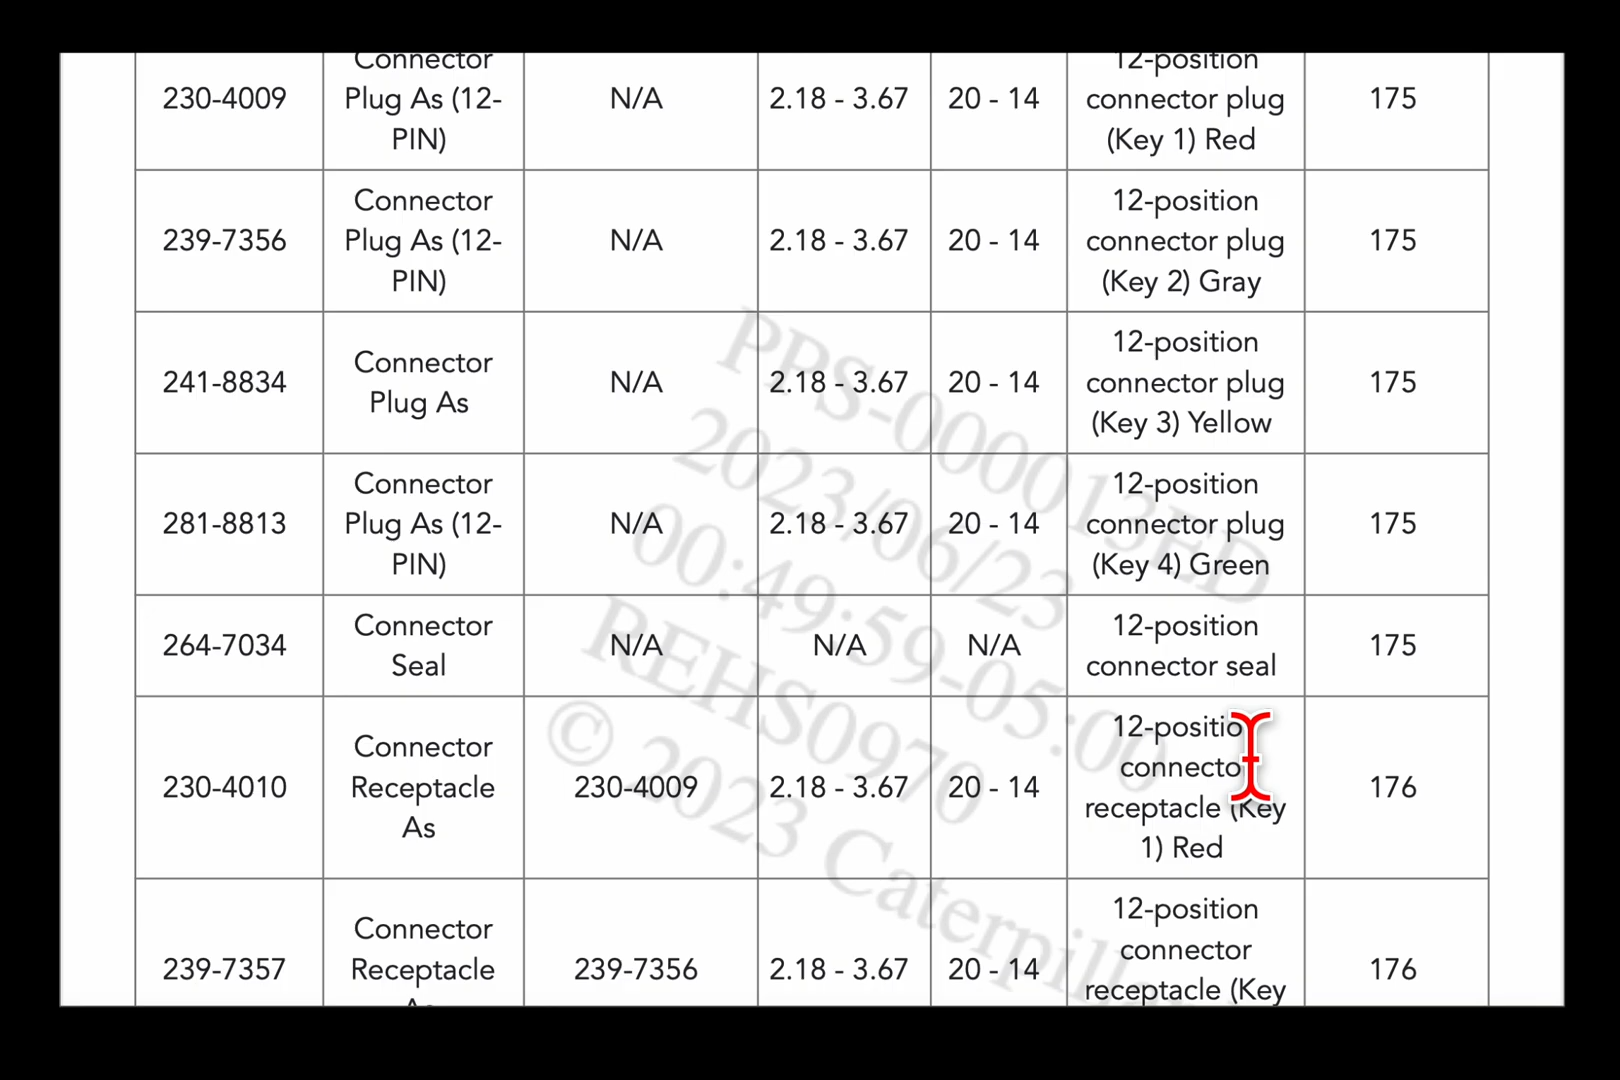 230-4009
Connector
Plug As (12-
PIN)
N/A
2.18 - 3.67
20 - 14
12-position
connector plug
(Key 1) Red
175
239-7356
Connector
Plug As (12-
PIN)
N/A
2.18 - 3.67
20 - 14
12-position
connector plug
(Key 2) Gray
175
241-8834
Connector
Plug As
N/A
2.18 - 3.67
20 - 14
12-position
connector plug
(Key 3) Yellow
175
281-8813
Connector
Plug As (12-
PIN)
N/A
2.18 - 3.67
20 - 14
12-position
connector plug
(Key 4) Green
175
264-7034
Connector
Seal
N/A
N/A
N/A
12-position
connector seal
175
230-4010
Connector
Receptacle
As
230-4009
2.18 - 3.67
20 - 14
12-position
connector
receptacle (Key
1) Red
176
239-7357
Connector
Receptacle
239-7356
2.18 - 3.67
20 - 14
12-position
connector
receptacle (Key
176
PPS-000013ED
2023/06/23
00:49:59-05:00
REHS0970
© 2023 Caterpill